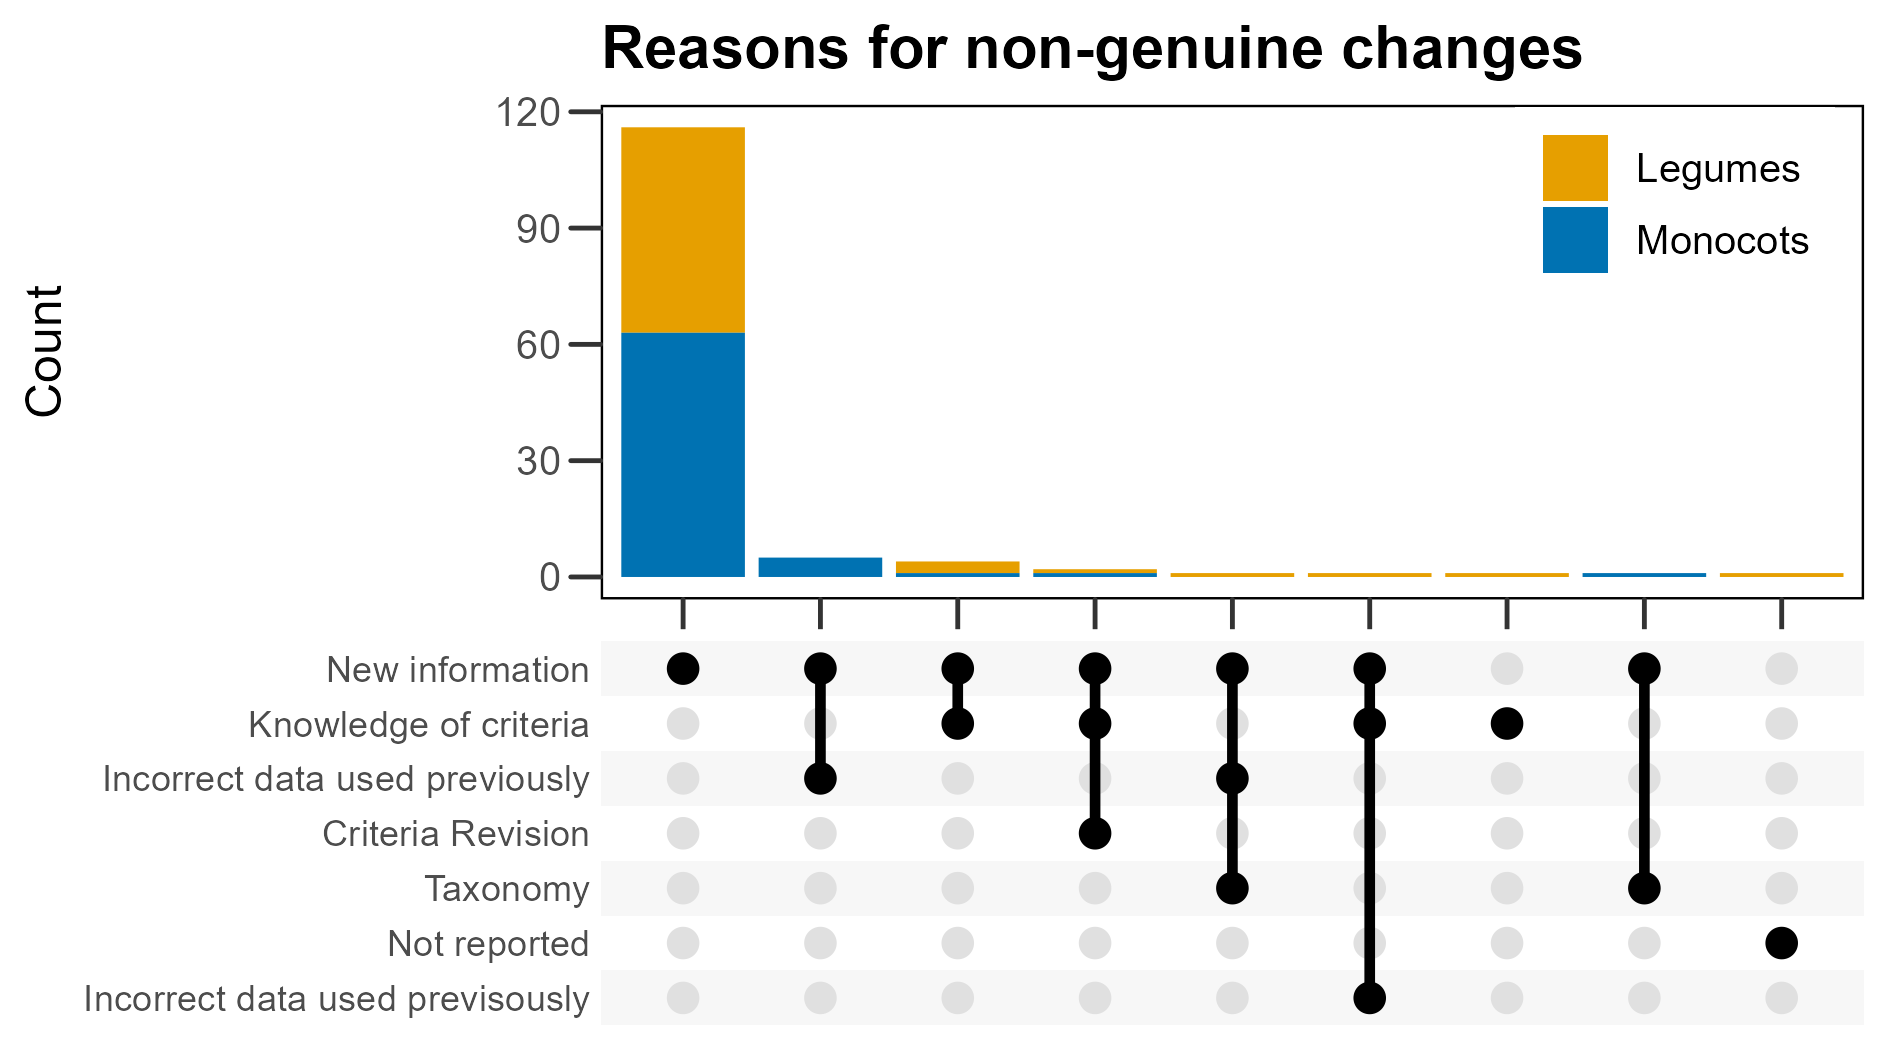 Reasons for non-genuine changes
Count
120
90
60
30
0
Legumes
Monocots
New information
Knowledge of criteria
Incorrect data used previously
Criteria Revision
Taxonomy
Not reported
Incorrect data used previsously